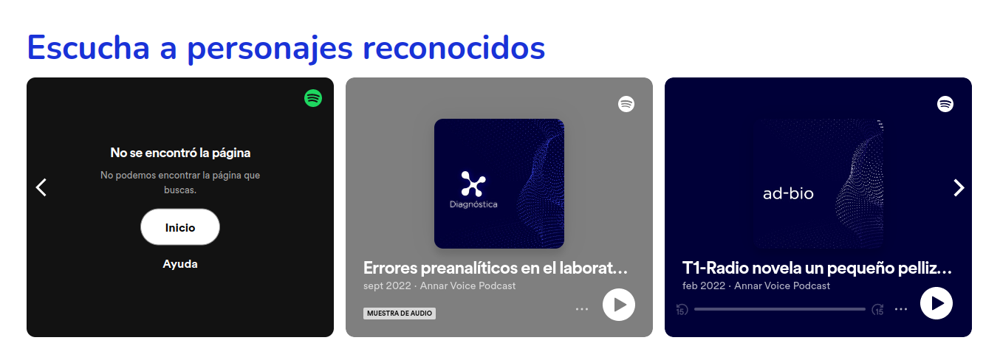 Escucha a personajes reconocidos
No se encontró la página
No podemos encontrar la página que
buscas.
Inicio
Ayuda
Diagnóstica
Errores preanalíticos en el laborat...
sept 2022 · Annar Voice Podcast
MUESTRA DE AUDIO
ad-bio
T1-Radio novela un pequeño pelliz...
feb 2022 · Annar Voice Podcast
15
15